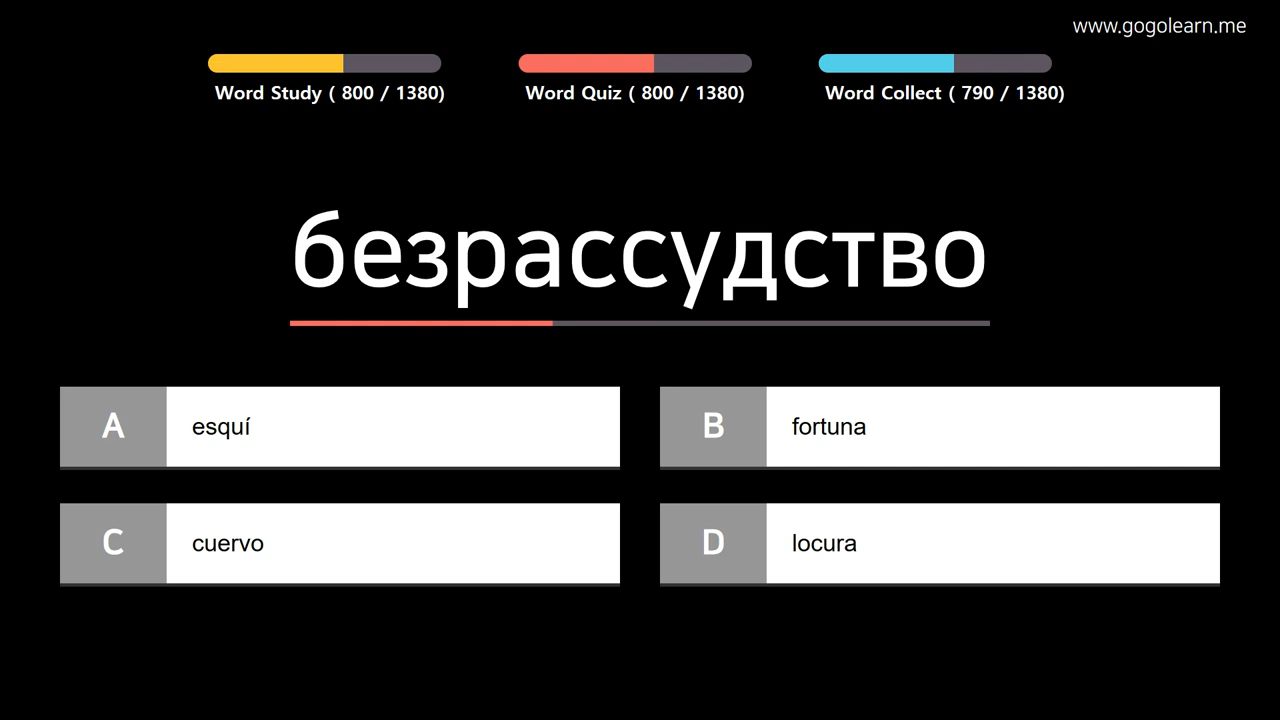 www.gogolearn.me
Word Study ( 800 / 1380)
Word Quiz ( 800 / 1380)
Word Collect ( 790 / 1380)
безрассудство
A esquí
B fortuna
C cuervo
D locura